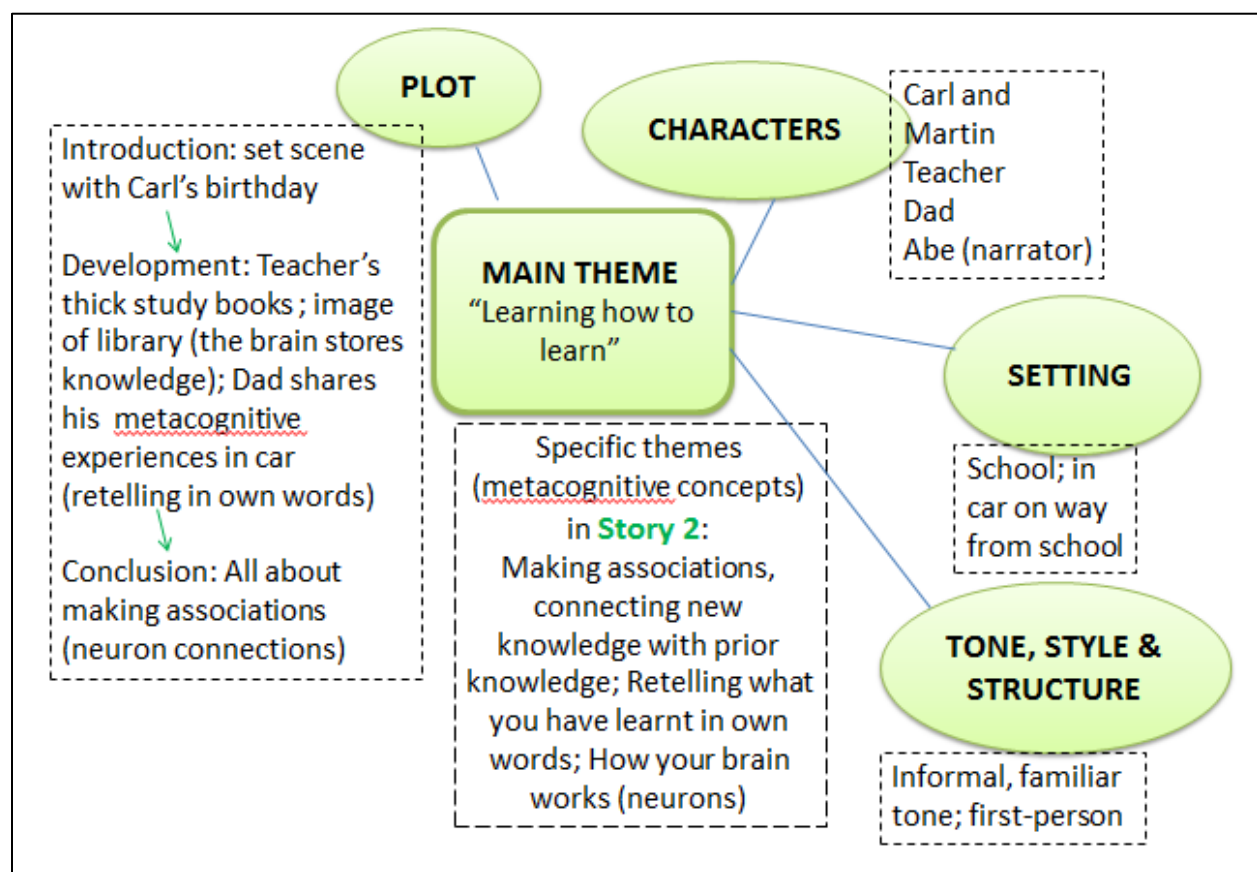 PLOT
Introduction: set scene
with Carl's birthday
Development: Teacher's
thick study books ; image
of library (the brain stores
knowledge); Dad shares
his metacognitive
experiences in car
(retelling in own words)
Conclusion: All about
making associations
(neuron connections)
CHARACTERS
Carl and
Martin
Teacher
Dad
Abe (narrator)
MAIN THEME
“Learning how to
learn”
Specific themes
(metacognitive concepts)
in Story 2:
Making associations,
connecting new
knowledge with prior
knowledge; Retelling what
you have learnt in own
words; How your brain
works (neurons)
SETTING
School; in
car on way
from school
TONE, STYLE &
STRUCTURE
Informal, familiar
tone; first-person